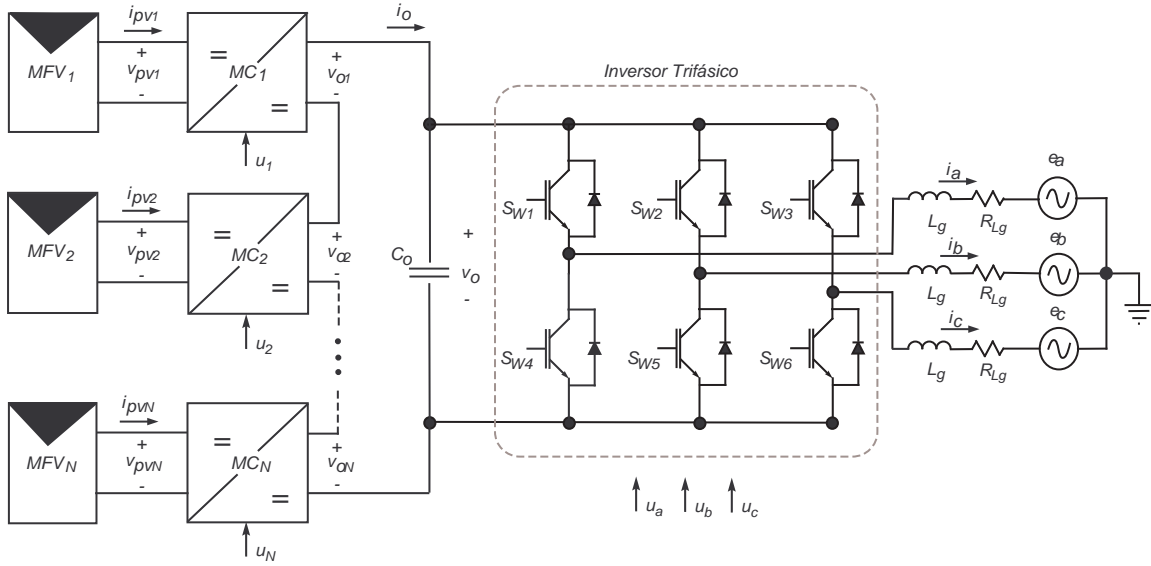 i_pv1
i_o
MFV_1
+
v_pv1
-
=
MC_1
=
+
v_o1
-
u_1
Inversor Trifásico
i_pv2
MFV_2
+
v_pv2
-
=
MC_2
=
+
v_o2
-
u_2
C_o
+
v_o
-
S_W1
S_W2
S_W3
S_W4
S_W5
S_W6
i_a
e_a
L_g
R_Lg
i_b
e_b
L_g
R_Lg
i_c
e_c
L_g
R_Lg
i_pvN
MFV_N
+
v_pvN
-
=
MC_N
=
+
v_oN
-
u_N
u_a
u_b
u_c